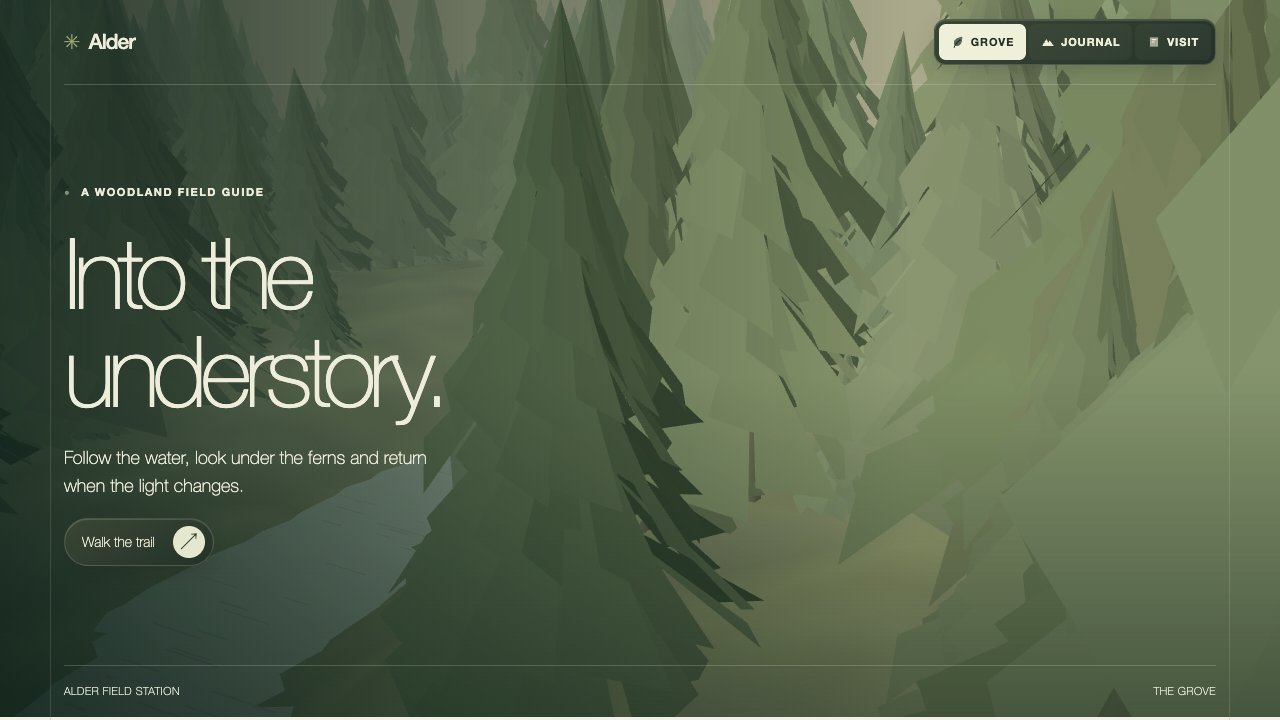 Alder
GROVE
JOURNAL
VISIT
A WOODLAND FIELD GUIDE
Into the
understory.
Follow the water, look under the ferns and return
when the light changes.
Walk the trail
ALDER FIELD STATION
THE GROVE